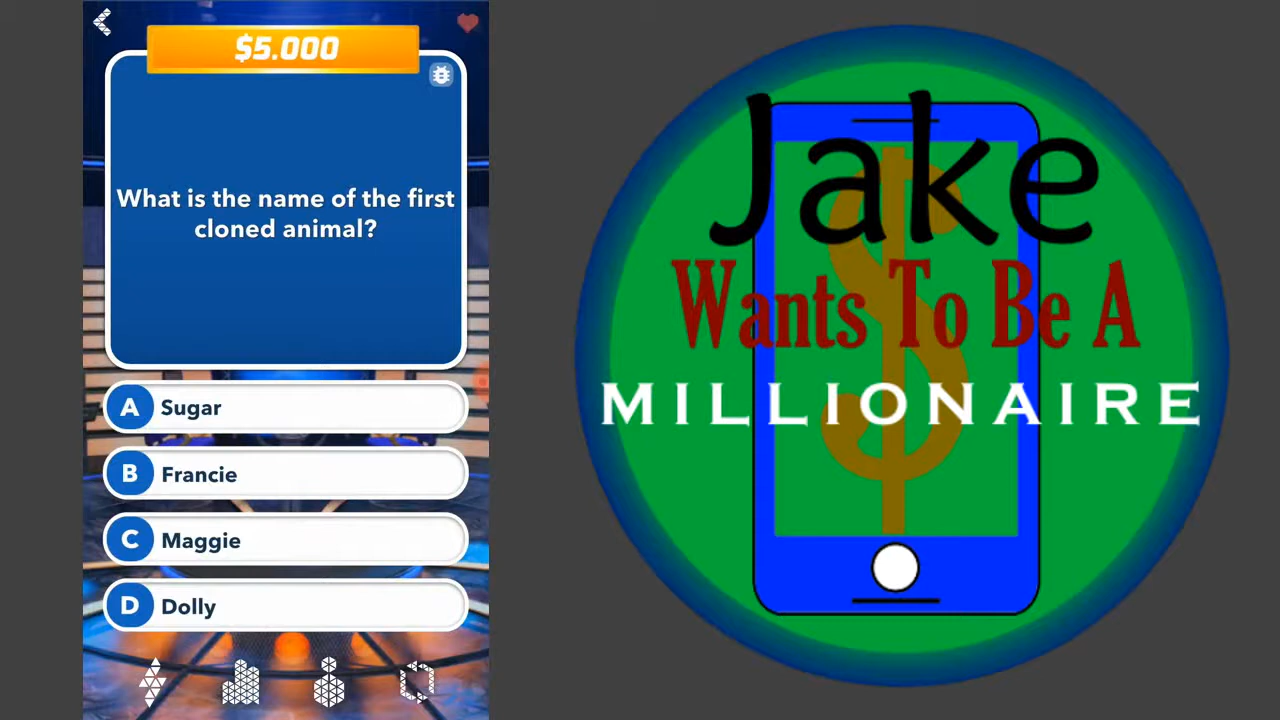 $5.000
What is the name of the first
cloned animal?
A Sugar
B Francie
C Maggie
D Dolly
Jake
Wants To Be A
MILLIONAIRE